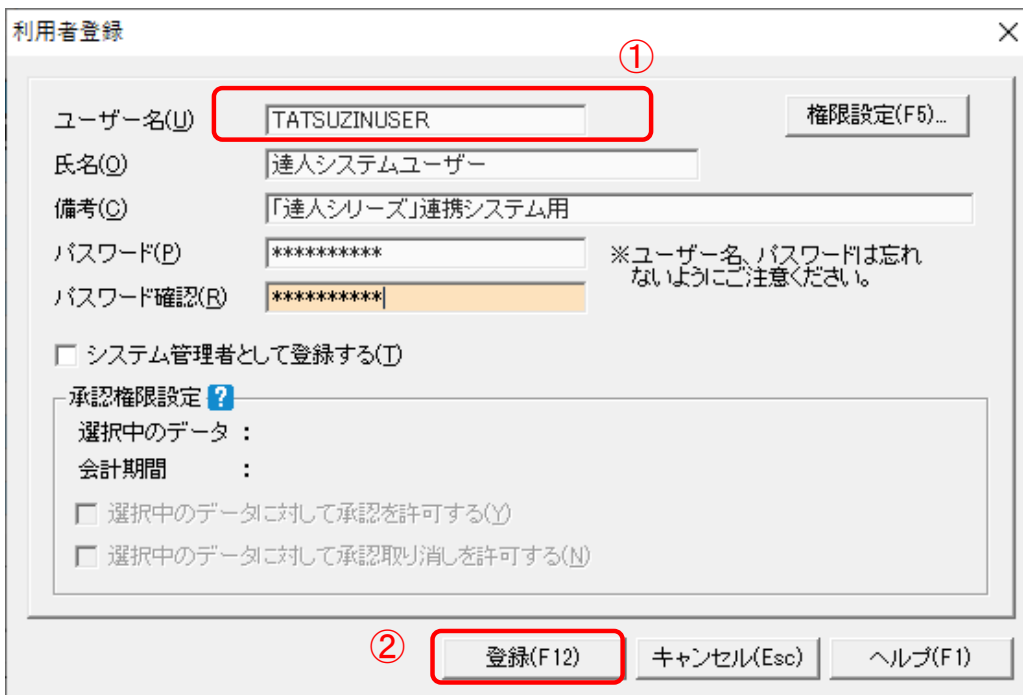 利用者登録
①
ユーザー名(U) TATSUZINUSER 権限設定(F5)...
氏名(O) 達人システムユーザー
備考(C) 「達人シリーズ」連携システム用
パスワード(P) ********** ※ユーザー名、パスワードは忘れ
ないようにご注意ください。
パスワード確認(R) **********
システム管理者として登録する(T)
承認権限設定 ?
選択中のデータ :
会計期間 :
選択中のデータに対して承認を許可する(Y)
選択中のデータに対して承認取り消しを許可する(N)
② 登録(F12) キャンセル(Esc) ヘルプ(F1)